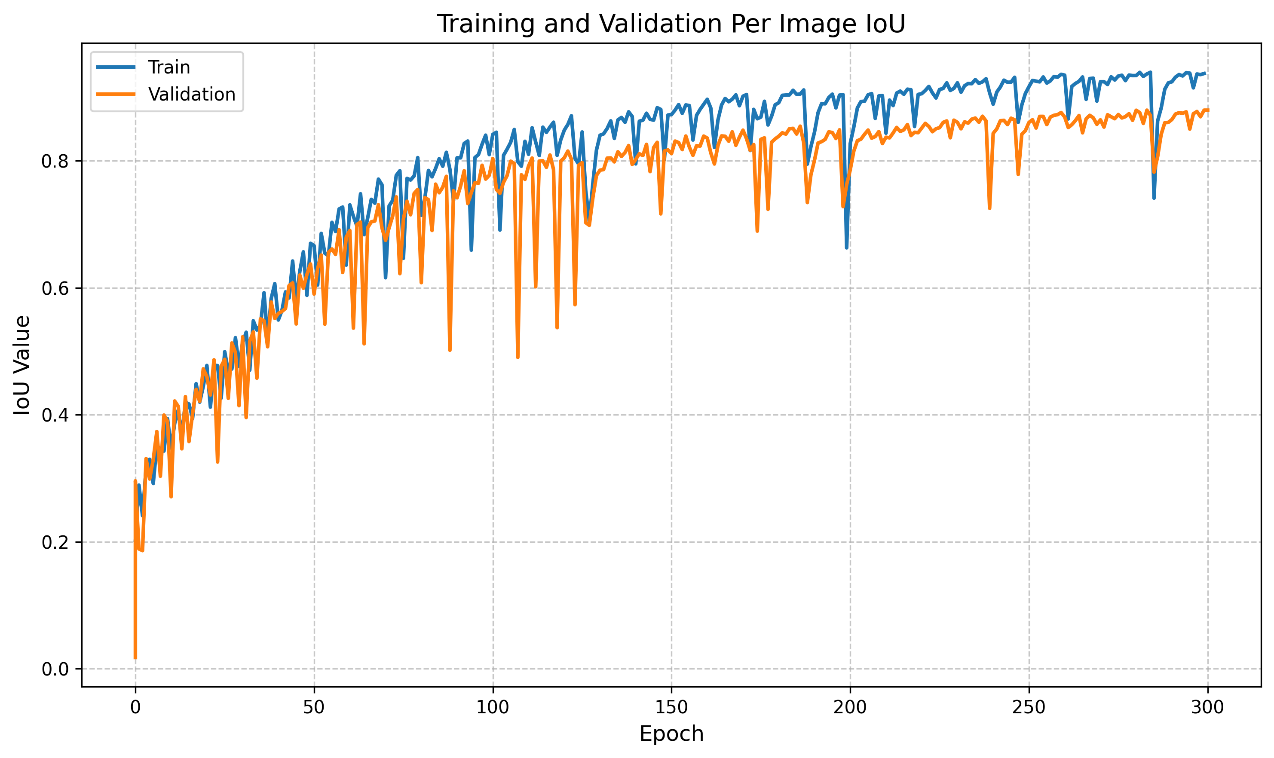 Training and Validation Per Image IoU
Train
Validation
IoU Value
0.8
0.6
0.4
0.2
0.0
0 50 100 150 200 250 300
Epoch